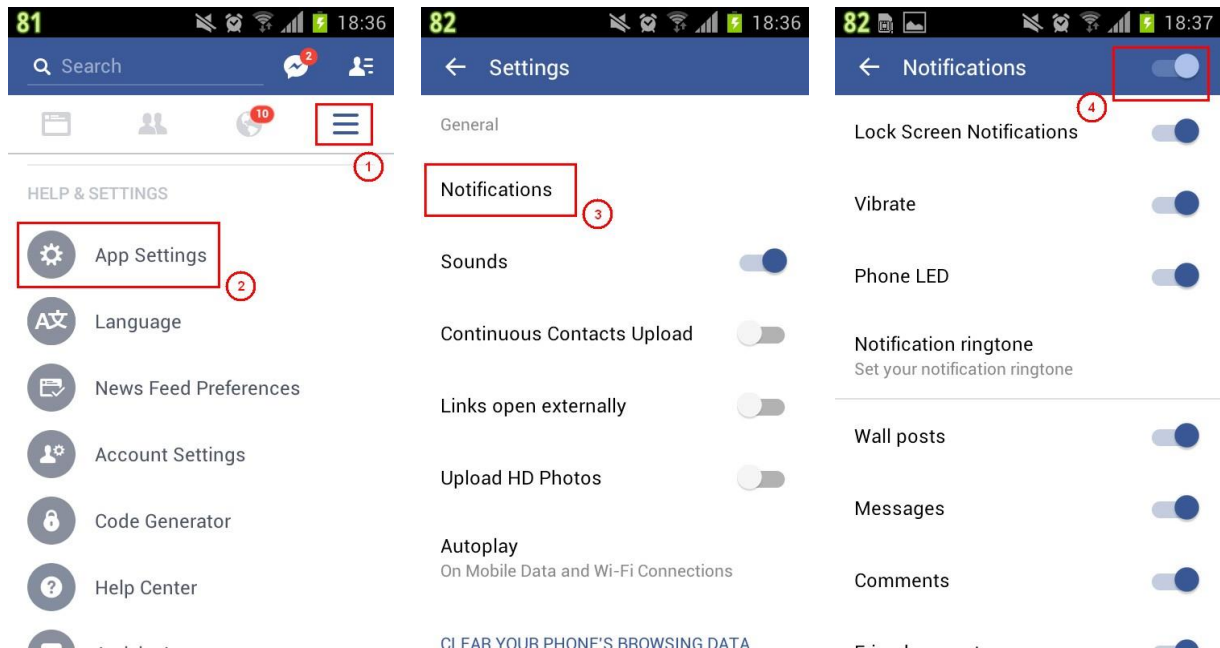 81
18:36
Search
2
10
1
HELP & SETTINGS
App Settings
2
A文
Language
News Feed Preferences
Account Settings
Code Generator
?
Help Center
82
18:36
Settings
General
Notifications
3
Sounds
Continuous Contacts Upload
Links open externally
Upload HD Photos
Autoplay
On Mobile Data and Wi-Fi Connections
CLEAR YOUR PHONE'S BROWSING DATA
82
18:37
Notifications
4
Lock Screen Notifications
Vibrate
Phone LED
Notification ringtone
Set your notification ringtone
Wall posts
Messages
Comments